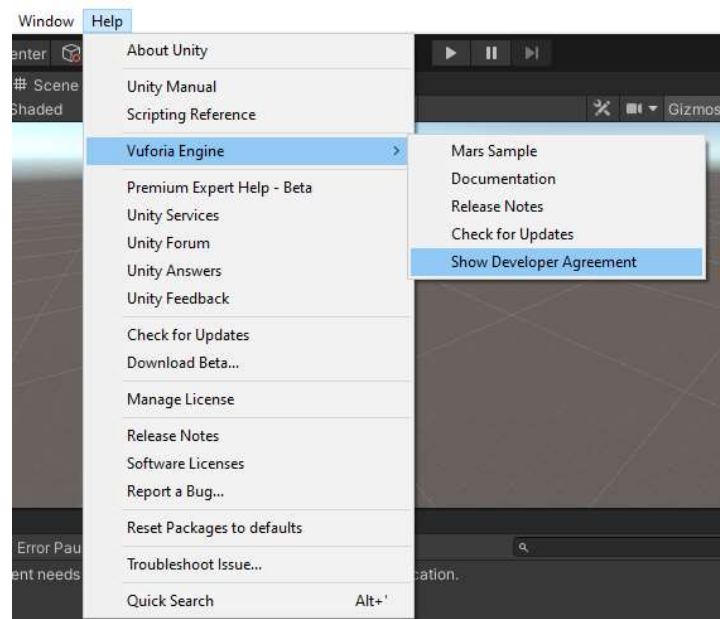 Window Help
enter
# Scene
Shaded
Gizmos
About Unity
Unity Manual
Scripting Reference
Vuforia Engine >
Premium Expert Help - Beta
Unity Services
Unity Forum
Unity Answers
Unity Feedback
Check for Updates
Download Beta...
Manage License
Release Notes
Software Licenses
Report a Bug...
Reset Packages to defaults
Troubleshoot Issue...
Quick Search Alt+'
Mars Sample
Documentation
Release Notes
Check for Updates
Show Developer Agreement
Error Pau
ent needs
cation.